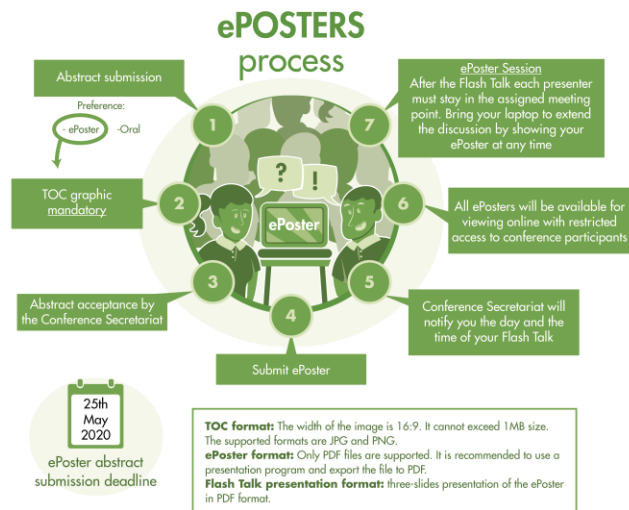 ePOSTERS
process
Abstract submission
Preference:
- ePoster
-Oral
1
TOC graphic
mandatory
2
3
Abstract acceptance by
the Conference Secretariat
4
Submit ePoster
5
Conference Secretariat will
notify you the day and the
time of your Flash Talk
6
All ePosters will be available for
viewing online with restricted
access to conference participants
7
ePoster Session
After the Flash Talk each presenter
must stay in the assigned meeting
point. Bring your laptop to extend
the discussion by showing your
ePoster at any time
?
!
ePoster
25th
May
2020
ePoster abstract
submission deadline
TOC format: The width of the image is 16:9. It cannot exceed 1MB size.
The supported formats are JPG and PNG.
ePoster format: Only PDF files are supported. It is recommended to use a
presentation program and export the file to PDF.
Flash Talk presentation format: three-slides presentation of the ePoster
in PDF format.